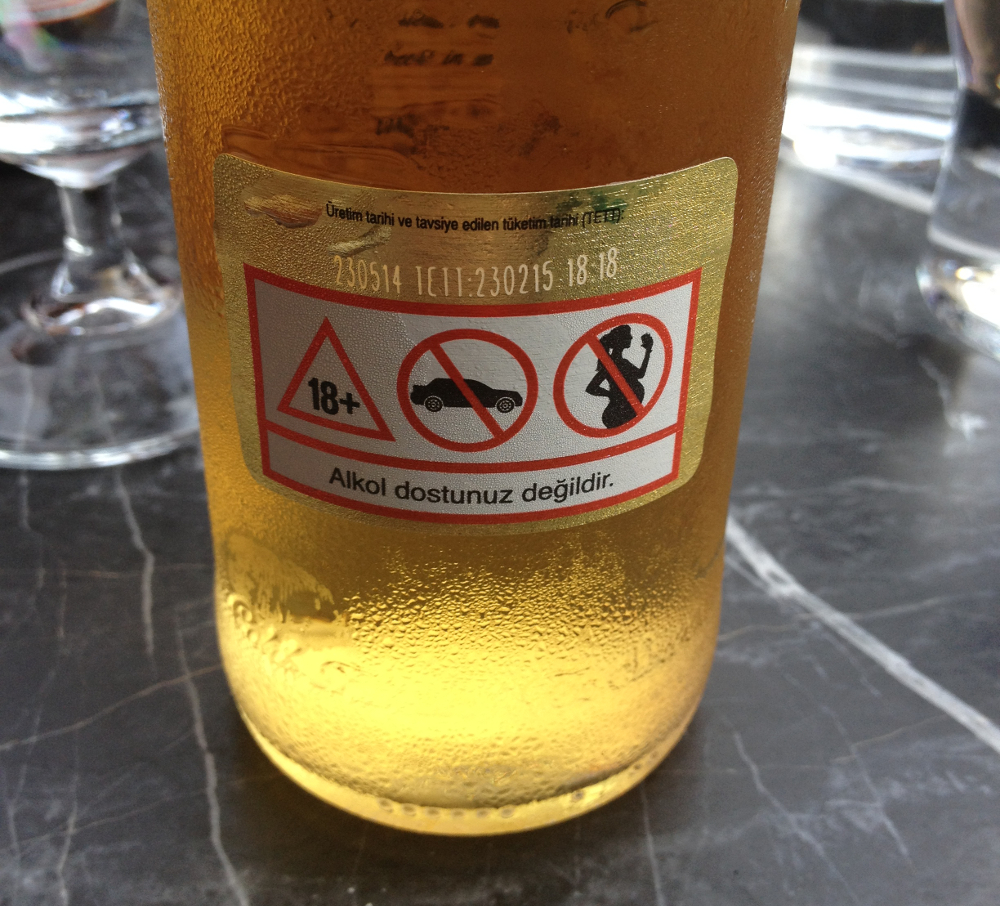 Üretim tarihi ve tavsiye edilen tüketim tarihi (TETT):
230514 TETT:230215 18:18
18+
Alkol dostunuz değildir.